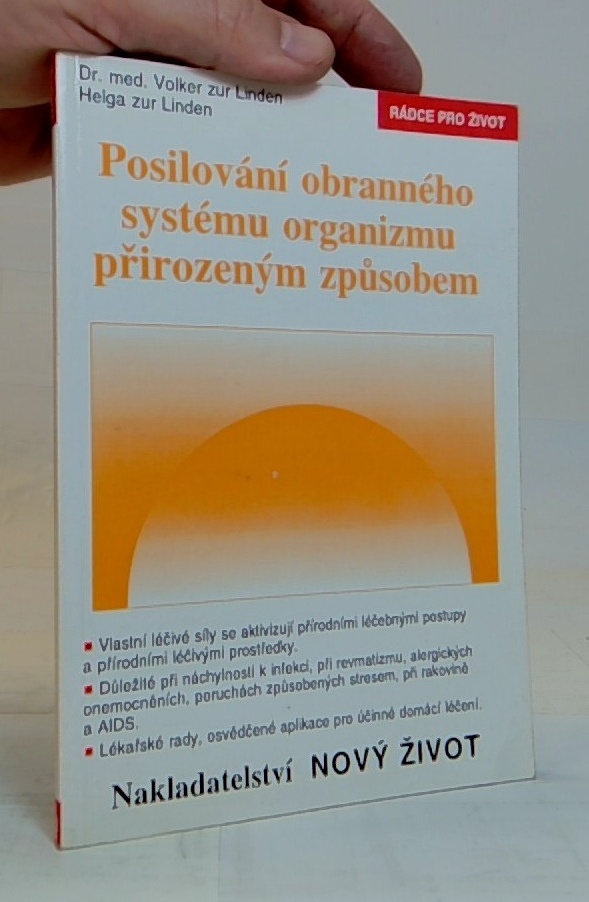 Dr. med. Volker zur Linden
Helga zur Linden
RÁDCE PRO ŽIVOT
Posilování obranného
systému organizmu
přirozeným způsobem
Vlastní léčivé síly se aktivizují přírodními léčebnými postupy
a přírodními léčivými prostředky.
Důležité při náchylnosti k infekci, při revmatizmu, alergických
onemocněních, poruchách způsobených stresem, při rakovině
a AIDS.
Lékařské rady, osvědčené aplikace pro účinné domácí léčení.
Nakladatelství NOVÝ ŽIVOT